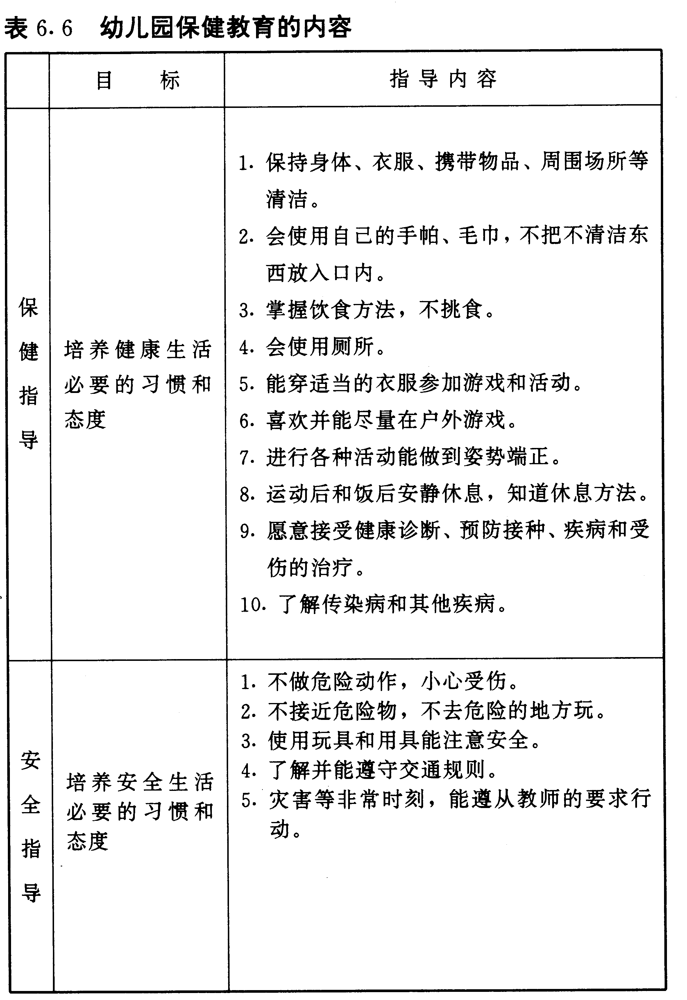 表 6.6 幼儿园保健教育的内容
目 标
指导内容
保健指导
培养健康生活
必要的习惯和
态度
1. 保持身体、衣服、携带物品、周围场所等
清洁。
2. 会使用自己的手帕、毛巾，不把不清洁东
西放入口内。
3. 掌握饮食方法，不挑食。
4. 会使用厕所。
5. 能穿适当的衣服参加游戏和活动。
6. 喜欢并能尽量在户外游戏。
7. 进行各种活动能做到姿势端正。
8. 运动后和饭后安静休息，知道休息方法。
9. 愿意接受健康诊断、预防接种、疾病和受
伤的治疗。
10. 了解传染病和其他疾病。
安全指导
培养安全生活
必要的习惯和
态度
1. 不做危险动作，小心受伤。
2. 不接近危险物，不去危险的地方玩。
3. 使用玩具和用具能注意安全。
4. 了解并能遵守交通规则。
5. 灾害等非常时刻，能遵从教师的要求行
动。